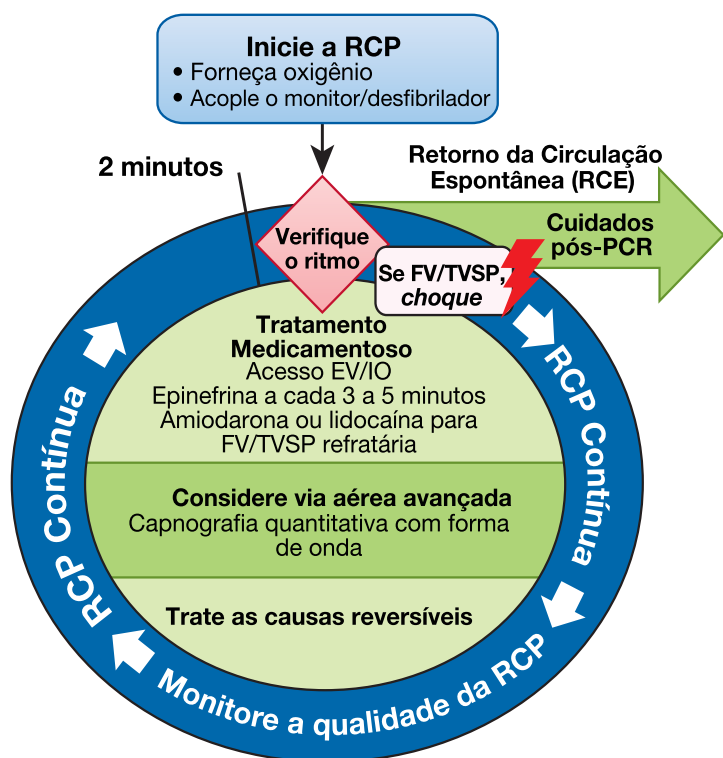 Inicie a RCP
• Forneça oxigênio
• Acople o monitor/desfibrilador
2 minutos
Retorno da Circulação
Espontânea (RCE)
Cuidados
pós-PCR
Verifique
o ritmo
Se FV/TVSP,
choque
Tratamento
Medicamentoso
Acesso EV/IO
Epinefrina a cada 3 a 5 minutos
Amiodarona ou lidocaína para
FV/TVSP refratária
Considere via aérea avançada
Capnografia quantitativa com forma
de onda
Trate as causas reversíveis
RCP Contínua
Monitore a qualidade da RCP
RCP Contínua